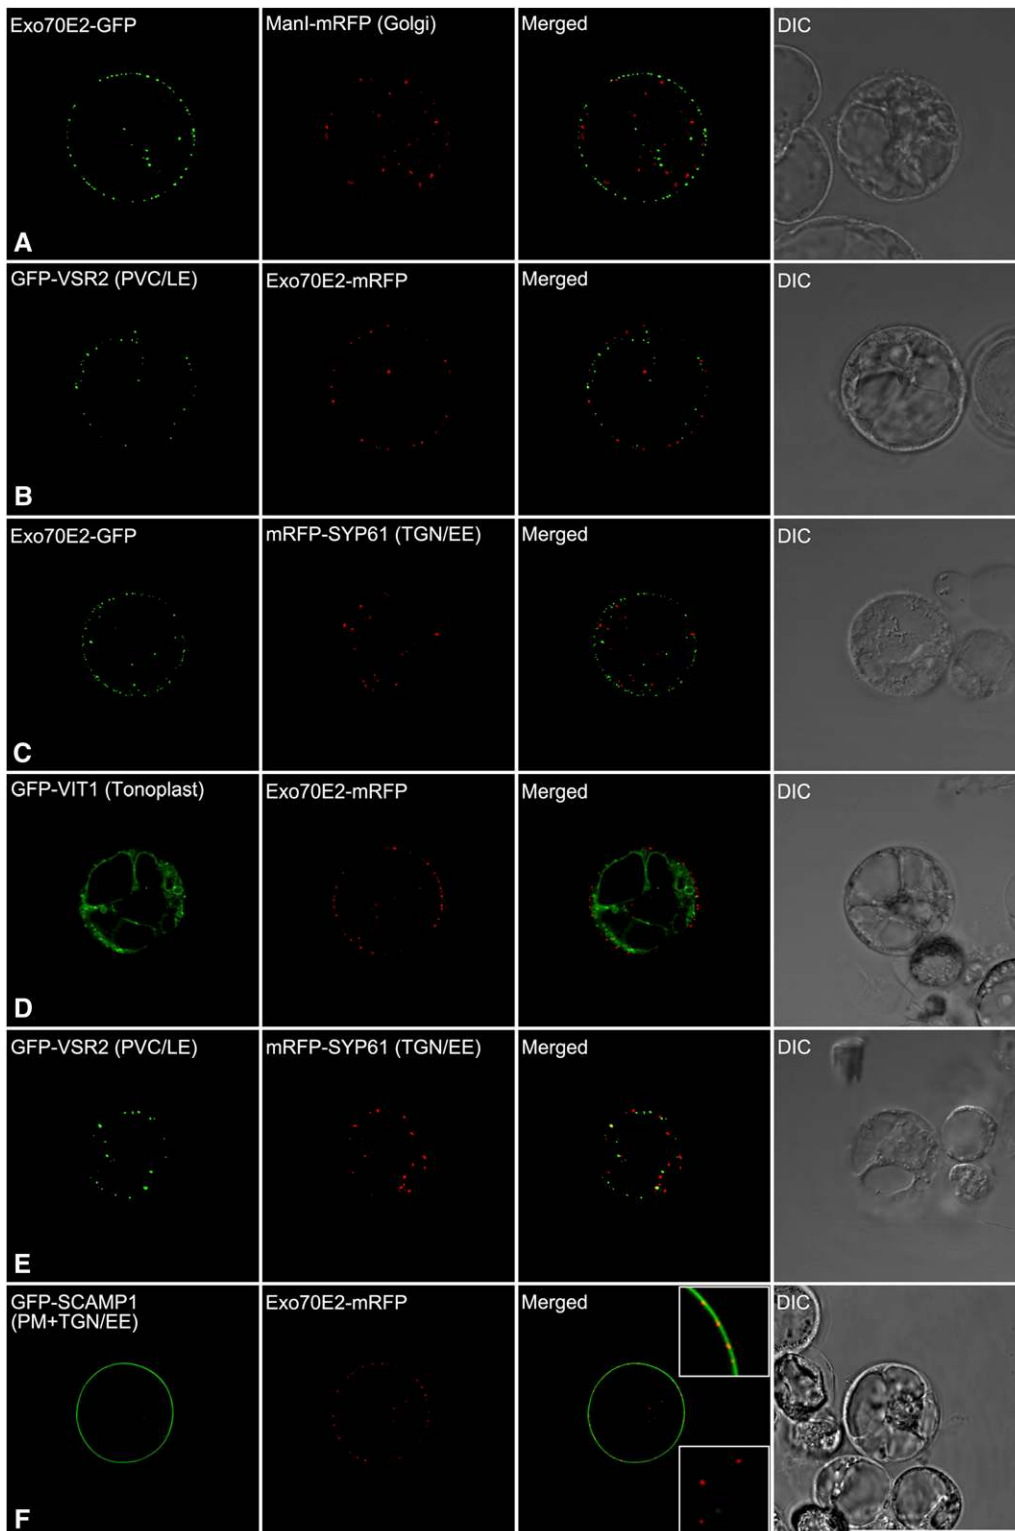 Exo70E2-GFP
ManI-mRFP (Golgi)
Merged
DIC
A
GFP-VSR2 (PVC/LE)
Exo70E2-mRFP
Merged
DIC
B
Exo70E2-GFP
mRFP-SYP61 (TGN/EE)
Merged
DIC
C
GFP-VIT1 (Tonoplast)
Exo70E2-mRFP
Merged
DIC
D
GFP-VSR2 (PVC/LE)
mRFP-SYP61 (TGN/EE)
Merged
DIC
E
GFP-SCAMP1
(PM+TGN/EE)
Exo70E2-mRFP
Merged
DIC
F